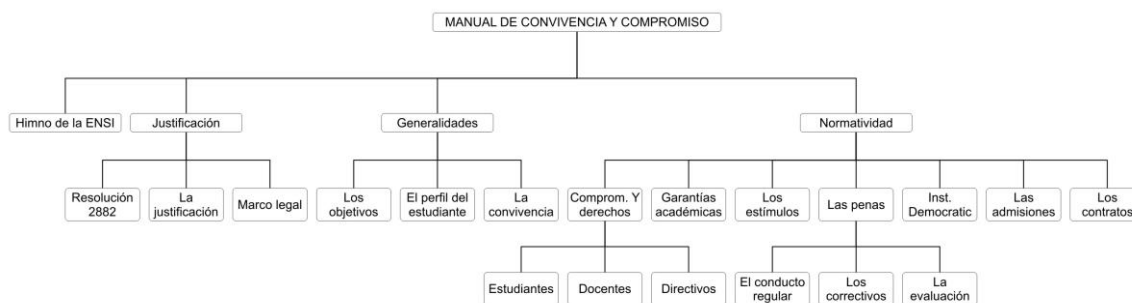 MANUAL DE CONVIVENCIA Y COMPROMISO
Himno de la ENSI
Justificación
Generalidades
Normatividad
Resolución
2882
La
justificación
Marco legal
Los
objetivos
El perfil del
estudiante
La
convivencia
Comprom. Y
derechos
Garantías
académicas
Los
estímulos
Las penas
Inst.
Democratic
Las
admisiones
Los
contratos
Estudiantes
Docentes
Directivos
El conducto
regular
Los
correctivos
La
evaluación